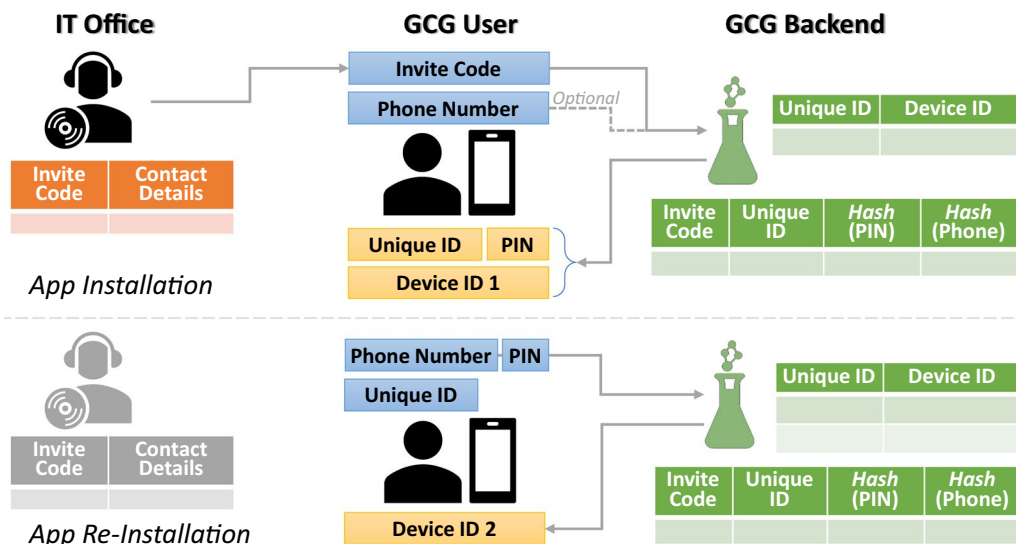 IT Office
GCG User
GCG Backend
Invite Code
Phone Number
Optional
Unique ID Device ID
Invite Code Contact Details
Invite Code Unique ID Hash (PIN) Hash (Phone)
Unique ID PIN
Device ID 1
App Installation
Phone Number PIN
Unique ID
Unique ID Device ID
Invite Code Contact Details
Invite Code Unique ID Hash (PIN) Hash (Phone)
Device ID 2
App Re-Installation